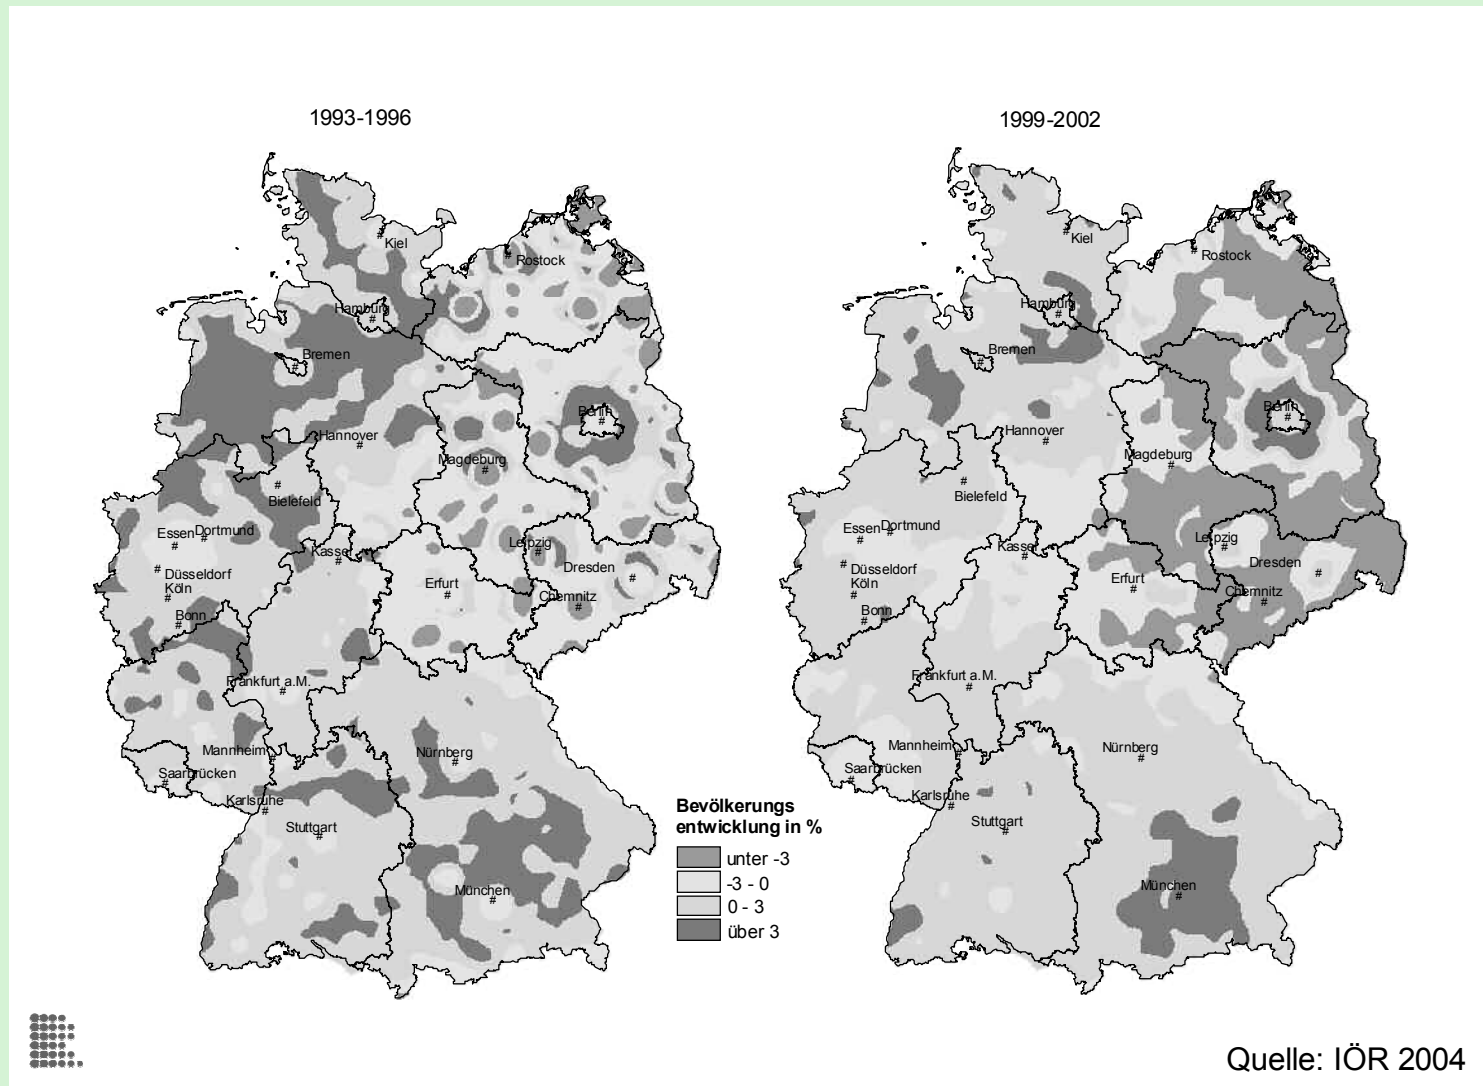 1993-1996
Kiel
Rostock
Hamburg
Bremen
Berlin
Hannover
Magdeburg
Bielefeld
Essen Dortmund
Kassel
Leipzig
Düsseldorf
Dresden
Köln
Erfurt
Chemnitz
Bonn
Frankfurt a.M.
Mannheim
Nürnberg
Saarbrücken
Karlsruhe
Stuttgart
München
1999-2002
Kiel
Rostock
Hamburg
Bremen
Berlin
Hannover
Magdeburg
Bielefeld
Essen Dortmund
Leipzig
Kassel
Dresden
Düsseldorf
Erfurt
Köln
Chemnitz
Bonn
Frankfurt a.M.
Mannheim
Nürnberg
Saarbrücken
Karlsruhe
Stuttgart
München
Bevölkerungs
entwicklung in %
unter -3
-3 - 0
0 - 3
über 3
Quelle: IÖR 2004